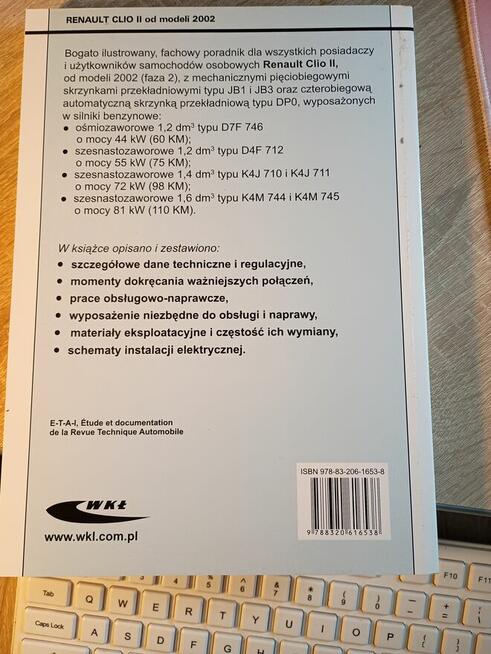 RENAULT CLIO II od modeli 2002
Bogato ilustrowany, fachowy poradnik dla wszystkich posiadaczy
i użytkowników samochodów osobowych Renault Clio II,
od modeli 2002 (faza 2), z mechanicznymi pięciobiegowymi
skrzynkami przekładniowymi typu JB1 i JB3 oraz czterobiegową
automatyczną skrzynką przekładniową typu DP0, wyposażonych
w silniki benzynowe:
• ośmiozaworowe 1,2 dm³ typu D7F 746
o mocy 44 kW (60 KM);
• szesnastozaworowe 1,2 dm³ typu D4F 712
o mocy 55 kW (75 KM);
• szesnastozaworowe 1,4 dm³ typu K4J 710 i K4J 711
o mocy 72 kW (98 KM);
• szesnastozaworowe 1,6 dm³ typu K4M 744 i K4M 745
o mocy 81 kW (110 KM).
W książce opisano i zestawiono:
• szczegółowe dane techniczne i regulacyjne,
• momenty dokręcania ważniejszych połączeń,
• prace obsługowo-naprawcze,
• wyposażenie niezbędne do obsługi i naprawy,
• materiały eksploatacyjne i częstość ich wymiany,
• schematy instalacji elektrycznej.
E-T-A-I, Étude et documentation
de la Revue Technique Automobile
ISBN 978-83-206-1653-8
9 788320 616538
WKŁ
www.wkl.com.pl
F10 F11
Tab Q W E R T Y U I O P
Caps Lock A S D F G H J K L